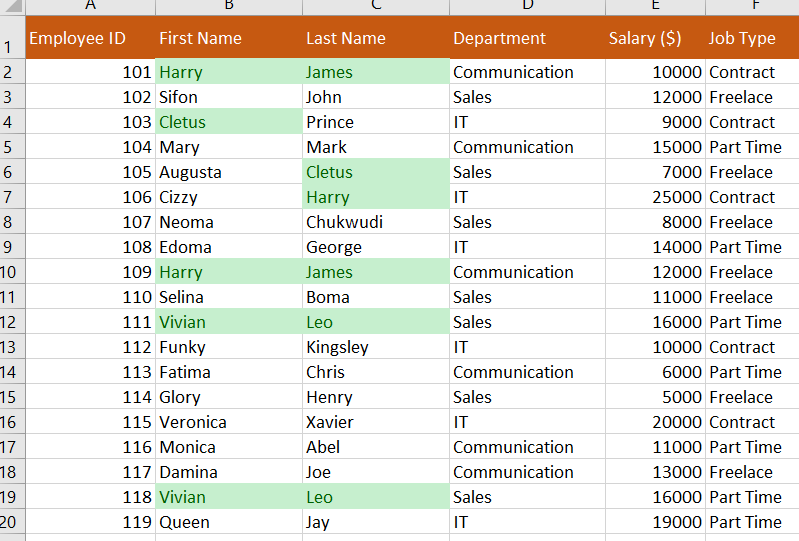 A B C D E F
1 Employee ID First Name Last Name Department Salary ($) Job Type
2 101 Harry James Communication 10000 Contract
3 102 Sifon John Sales 12000 Freelace
4 103 Cletus Prince IT 9000 Contract
5 104 Mary Mark Communication 15000 Part Time
6 105 Augusta Cletus Sales 7000 Freelace
7 106 Cizzy Harry IT 25000 Contract
8 107 Neoma Chukwudi Sales 8000 Freelace
9 108 Edoma George IT 14000 Part Time
10 109 Harry James Communication 12000 Freelace
11 110 Selina Boma Sales 11000 Freelace
12 111 Vivian Leo Sales 16000 Part Time
13 112 Funky Kingsley IT 10000 Contract
14 113 Fatima Chris Communication 6000 Part Time
15 114 Glory Henry Sales 5000 Freelace
16 115 Veronica Xavier IT 20000 Contract
17 116 Monica Abel Communication 11000 Part Time
18 117 Damina Joe Communication 13000 Freelace
19 118 Vivian Leo Sales 16000 Part Time
20 119 Queen Jay IT 19000 Part Time